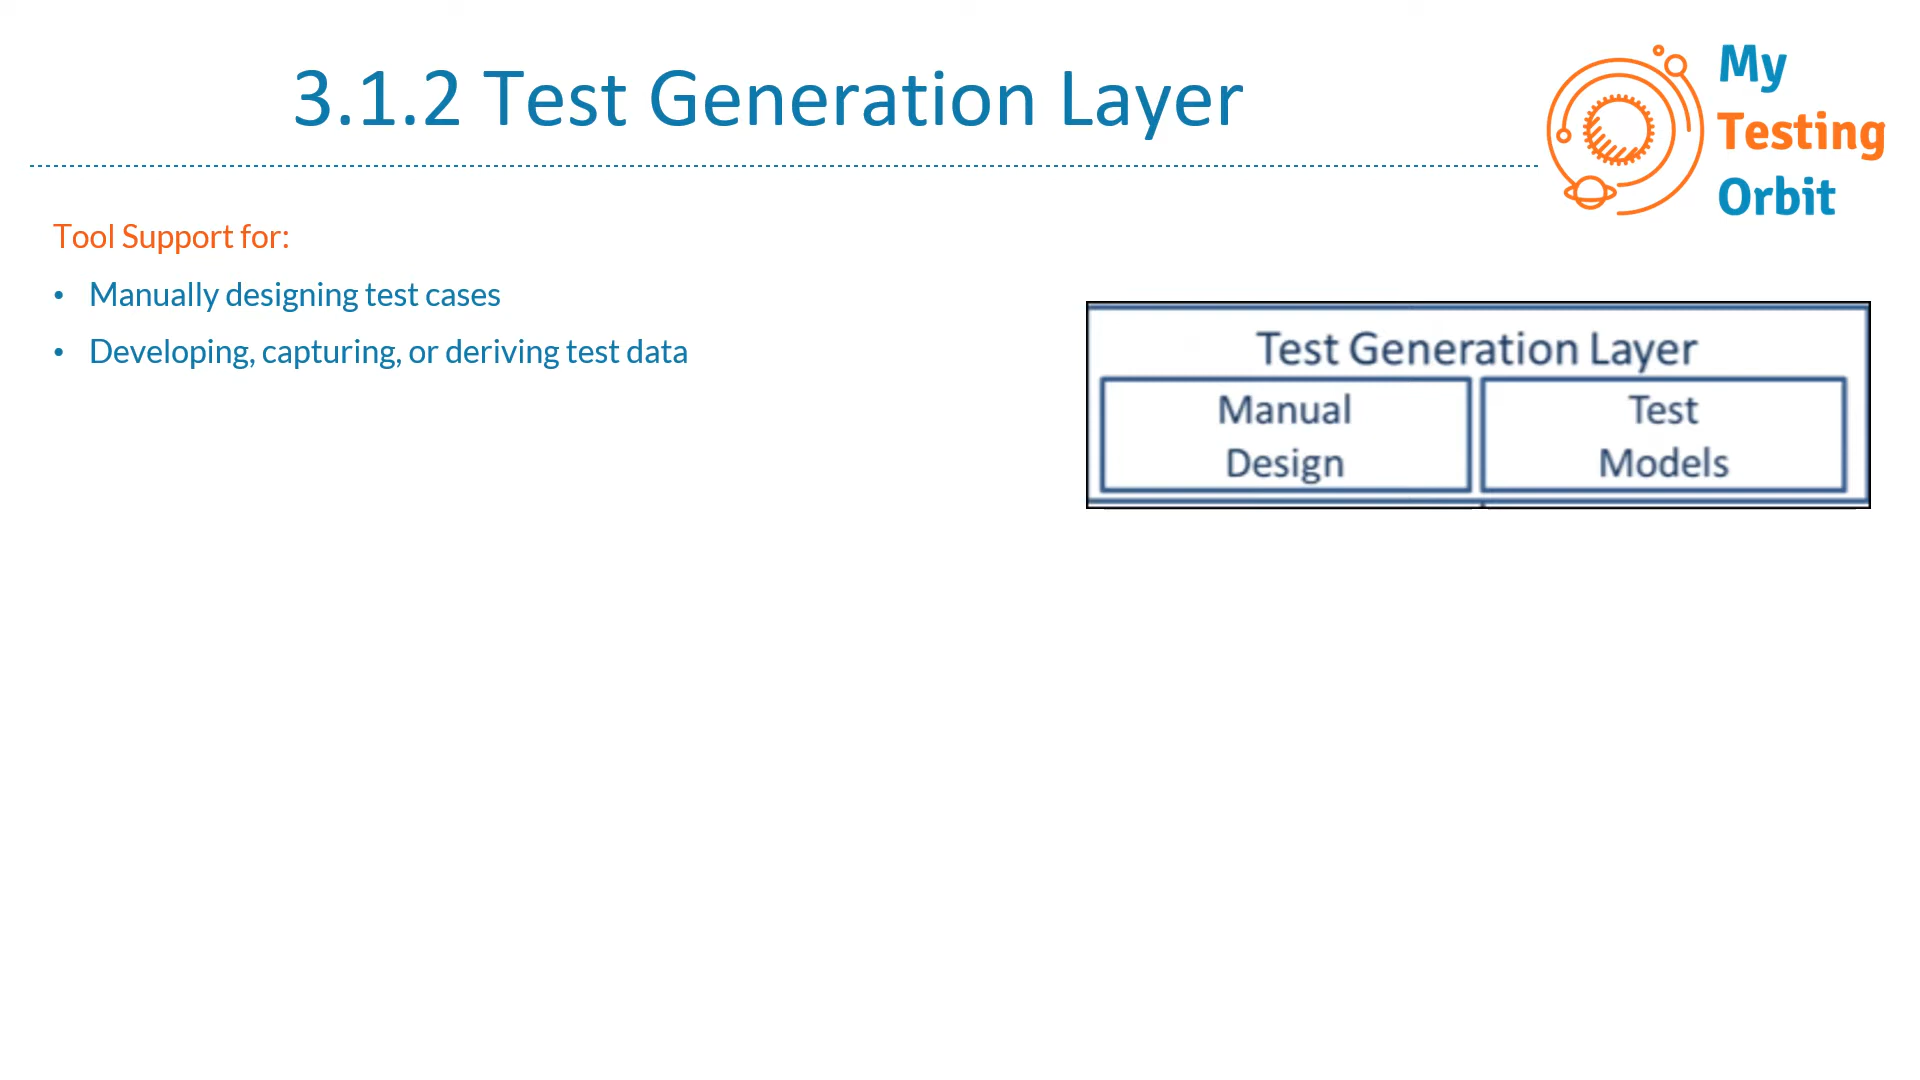 3.1.2 Test Generation Layer
My
Testing
Orbit
Tool Support for:
• Manually designing test cases
• Developing, capturing, or deriving test data
Test Generation Layer
Manual
Design
Test
Models